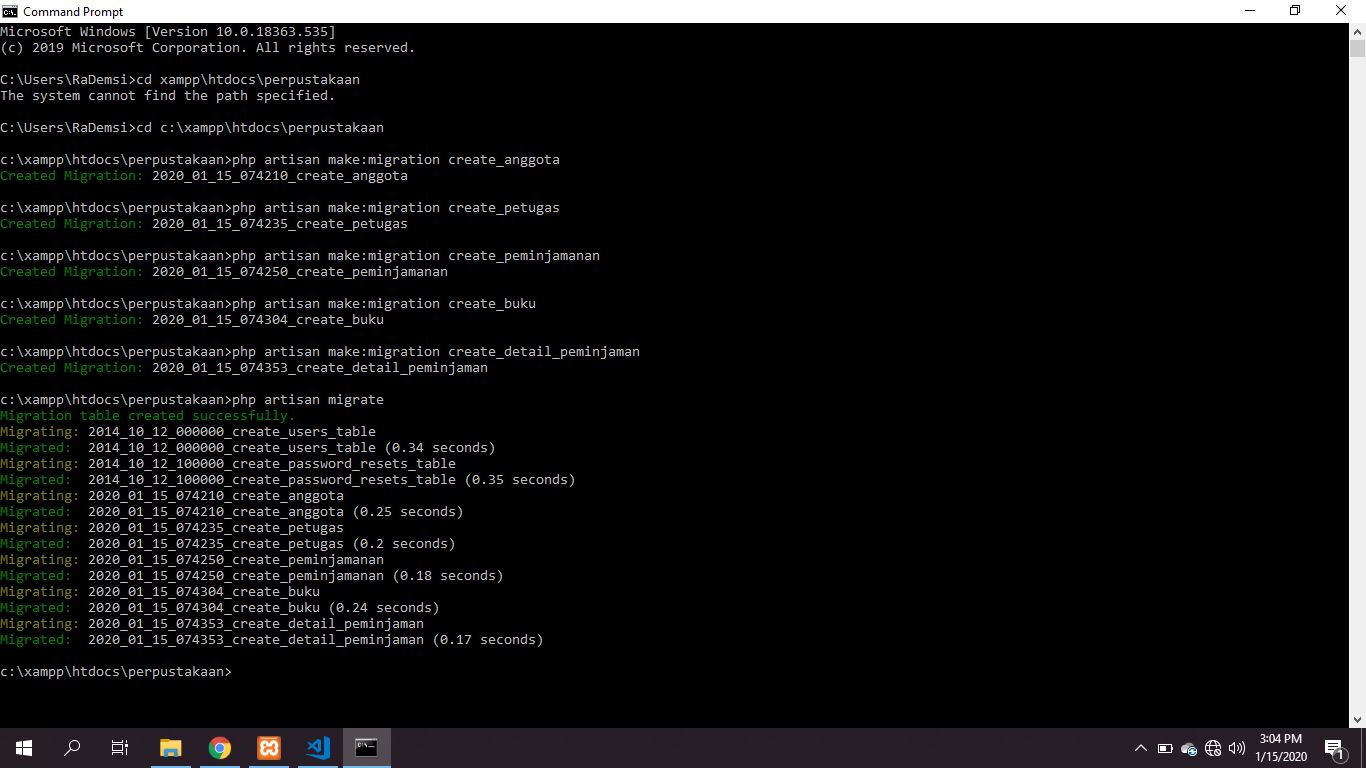 Command Prompt
Microsoft Windows [Version 10.0.18363.535]
(c) 2019 Microsoft Corporation. All rights reserved.
C:\Users\RaDemsi>cd xampp\htdocs\perpustakaan
The system cannot find the path specified.
C:\Users\RaDemsi>cd c:\xampp\htdocs\perpustakaan
c:\xampp\htdocs\perpustakaan>php artisan make:migration create_anggota
Created Migration: 2020_01_15_074210_create_anggota
c:\xampp\htdocs\perpustakaan>php artisan make:migration create_petugas
Created Migration: 2020_01_15_074235_create_petugas
c:\xampp\htdocs\perpustakaan>php artisan make:migration create_peminjamanan
Created Migration: 2020_01_15_074250_create_peminjamanan
c:\xampp\htdocs\perpustakaan>php artisan make:migration create_buku
Created Migration: 2020_01_15_074304_create_buku
c:\xampp\htdocs\perpustakaan>php artisan make:migration create_detail_peminjaman
Created Migration: 2020_01_15_074353_create_detail_peminjaman
c:\xampp\htdocs\perpustakaan>php artisan migrate
Migration table created successfully.
Migrating: 2014_10_12_000000_create_users_table
Migrated:  2014_10_12_000000_create_users_table (0.34 seconds)
Migrating: 2014_10_12_100000_create_password_resets_table
Migrated:  2014_10_12_100000_create_password_resets_table (0.35 seconds)
Migrating: 2020_01_15_074210_create_anggota
Migrated:  2020_01_15_074210_create_anggota (0.25 seconds)
Migrating: 2020_01_15_074235_create_petugas
Migrated:  2020_01_15_074235_create_petugas (0.2 seconds)
Migrating: 2020_01_15_074250_create_peminjamanan
Migrated:  2020_01_15_074250_create_peminjamanan (0.18 seconds)
Migrating: 2020_01_15_074304_create_buku
Migrated:  2020_01_15_074304_create_buku (0.24 seconds)
Migrating: 2020_01_15_074353_create_detail_peminjaman
Migrated:  2020_01_15_074353_create_detail_peminjaman (0.17 seconds)
c:\xampp\htdocs\perpustakaan>
3:04 PM
1/15/2020
1